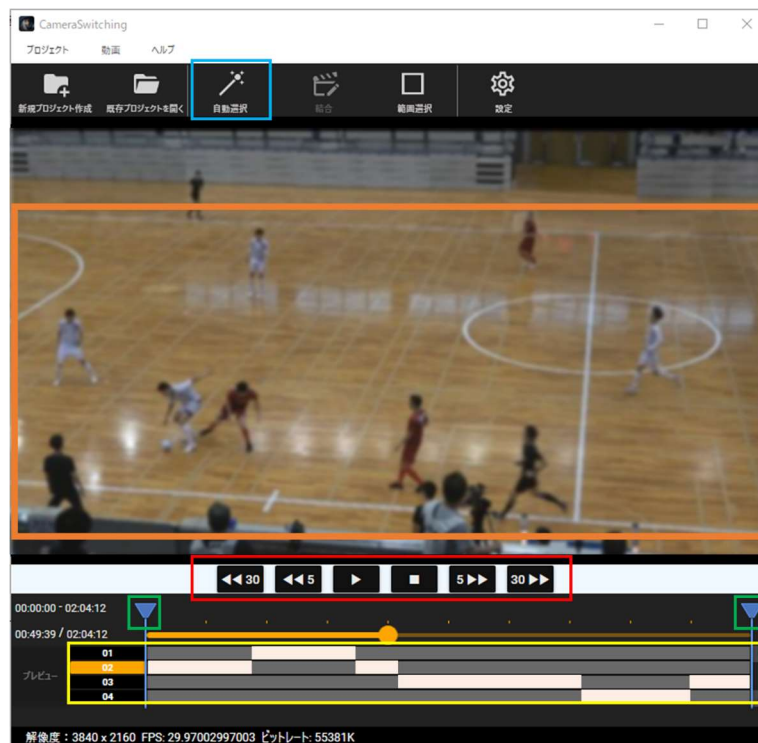 CameraSwitching
プロジェクト 動画 ヘルプ
新規プロジェクト作成 既存プロジェクトを開く 自動選択 結合 範囲選択 設定
30 5 5 30
00:00:00 - 02:04:12
00:49:39 / 02:04:12
プレビュー
01
02
03
04
解像度：3840 x 2160 FPS: 29.97002997003 ビットレート: 55381K